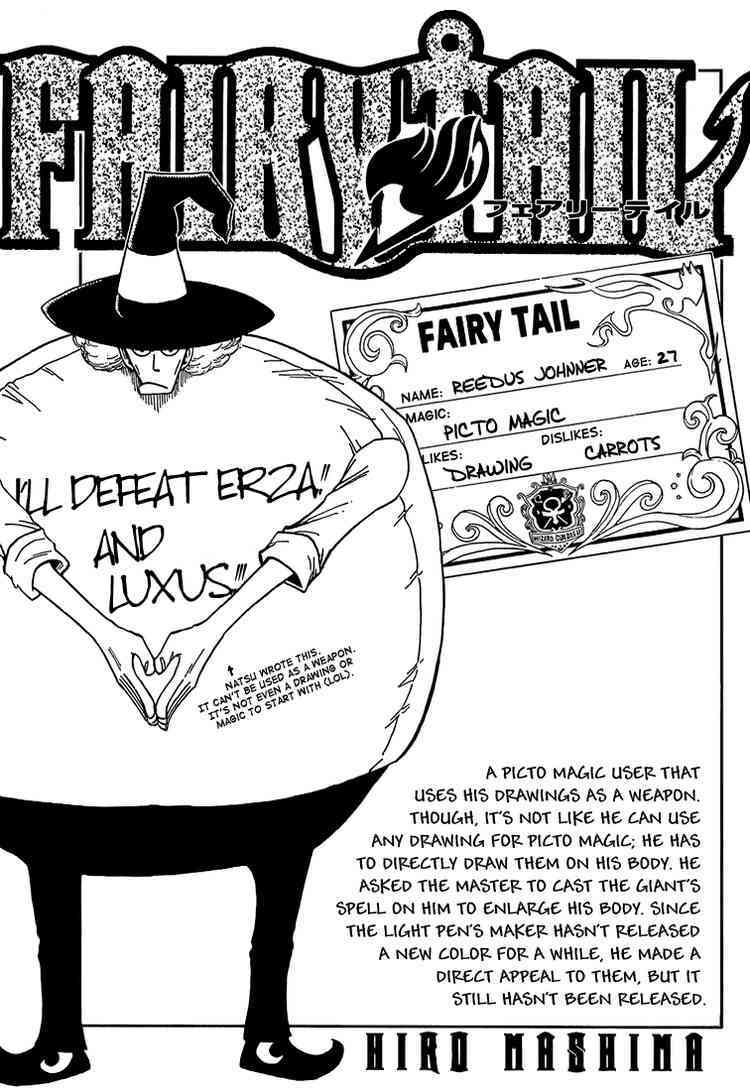 FAIRY TAIL
フェアリーテイル
FAIRY TAIL
NAME: REEDUS JOHNNER AGE: 27
MAGIC:
PICTO MAGIC
LIKES: DISLIKES:
DRAWING CARROTS
WIZARD GUILD
I'LL DEFEAT ERZA!!
AND
LUXUS!!!
NATSU WROTE THIS.
IT CAN'T BE USED AS A WEAPON.
IT'S NOT EVEN A DRAWING OR
MAGIC TO START WITH (LOL).
A PICTO MAGIC USER THAT
USES HIS DRAWINGS AS A WEAPON.
THOUGH, IT'S NOT LIKE HE CAN USE
ANY DRAWING FOR PICTO MAGIC; HE HAS
TO DIRECTLY DRAW THEM ON HIS BODY. HE
ASKED THE MASTER TO CAST THE GIANT'S
SPELL ON HIM TO ENLARGE HIS BODY. SINCE
THE LIGHT PEN'S MAKER HASN'T RELEASED
A NEW COLOR FOR A WHILE, HE MADE A
DIRECT APPEAL TO THEM, BUT IT
STILL HASN'T BEEN RELEASED.
HIRO MASHIMA